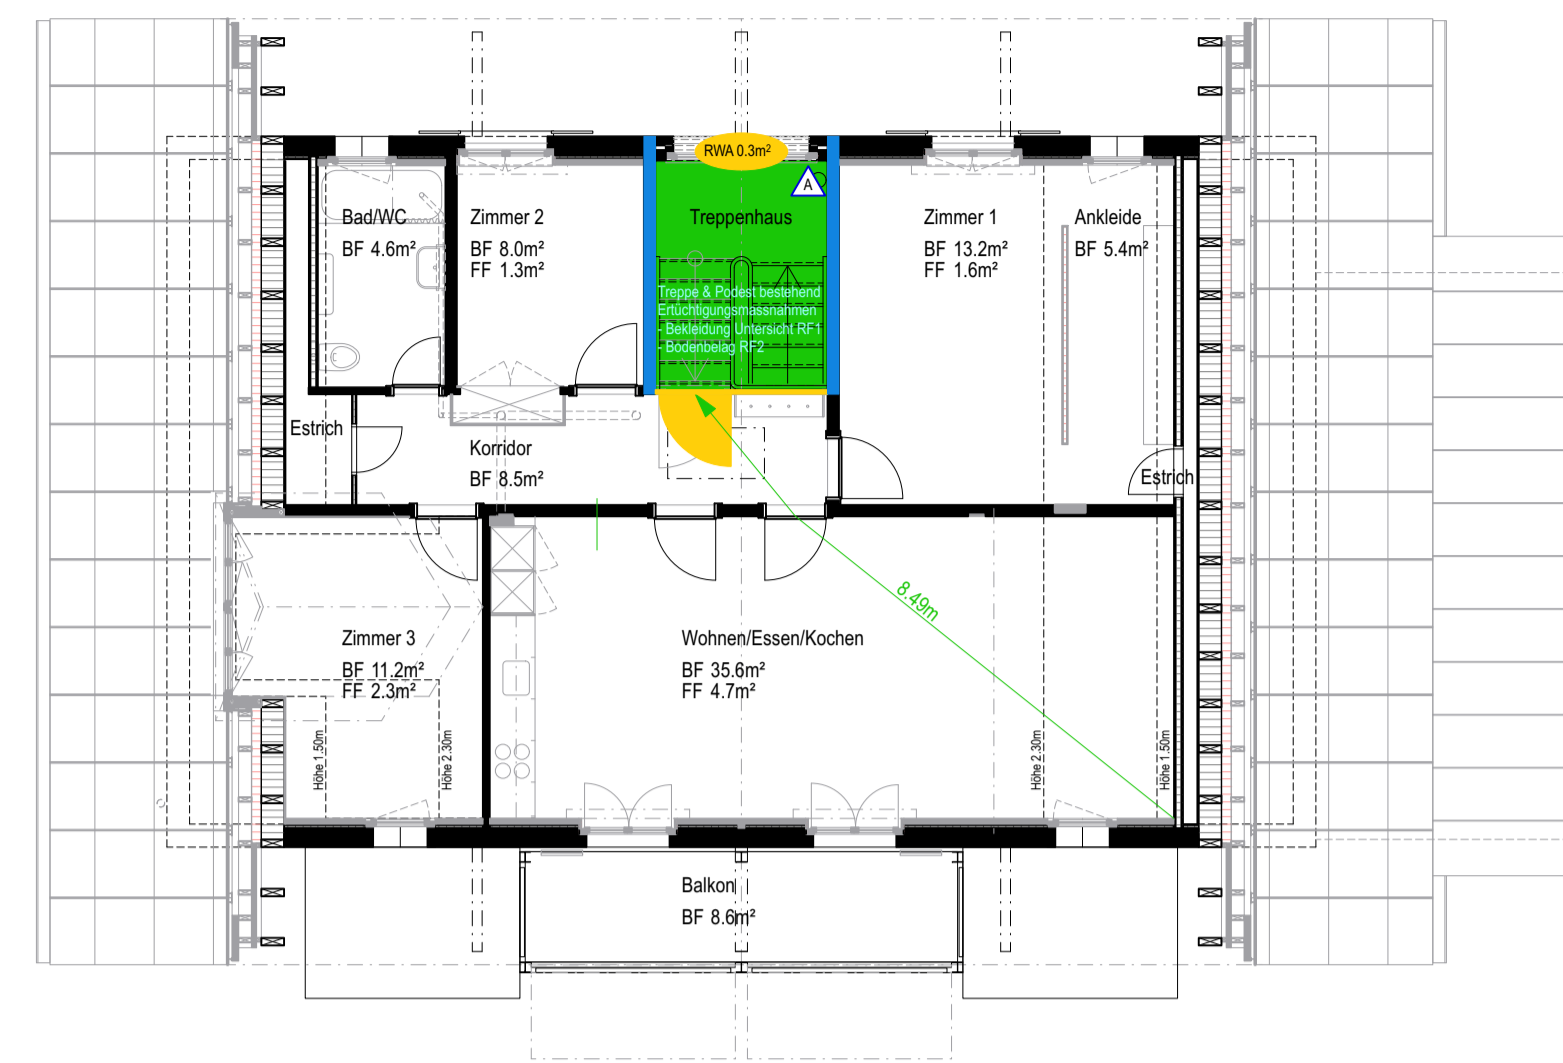 RWA 0.3m²
A
Bad/WC
BF 4.6m²
Zimmer 2
BF 8.0m²
FF 1.3m²
Treppenhaus
Treppe & Podest bestehend
Ertüchtigungsmassnahmen
- Bekleidung Untersicht RF1
- Bodenbelag RF2
Zimmer 1
BF 13.2m²
FF 1.6m²
Ankleide
BF 5.4m²
Estrich
Korridor
BF 8.5m²
Estrich
8.49m
Zimmer 3
BF 11.2m²
FF 2.3m²
Wohnen/Essen/Kochen
BF 35.6m²
FF 4.7m²
Höhe 1.50m
Höhe 2.30m
Höhe 2.30m
Höhe 1.50m
Balkon
BF 8.6m²